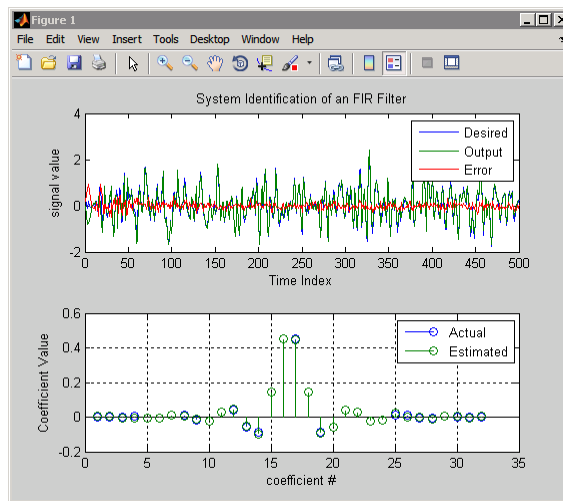 Figure 1
File Edit View Insert Tools Desktop Window Help
System Identification of an FIR Filter
4
2
0
-2
signal value
Desired
Output
Error
0 50 100 150 200 250 300 350 400 450 500
Time Index
0.6
0.4
0.2
0
-0.2
Coefficient Value
Actual
Estimated
0 5 10 15 20 25 30 35
coefficient #